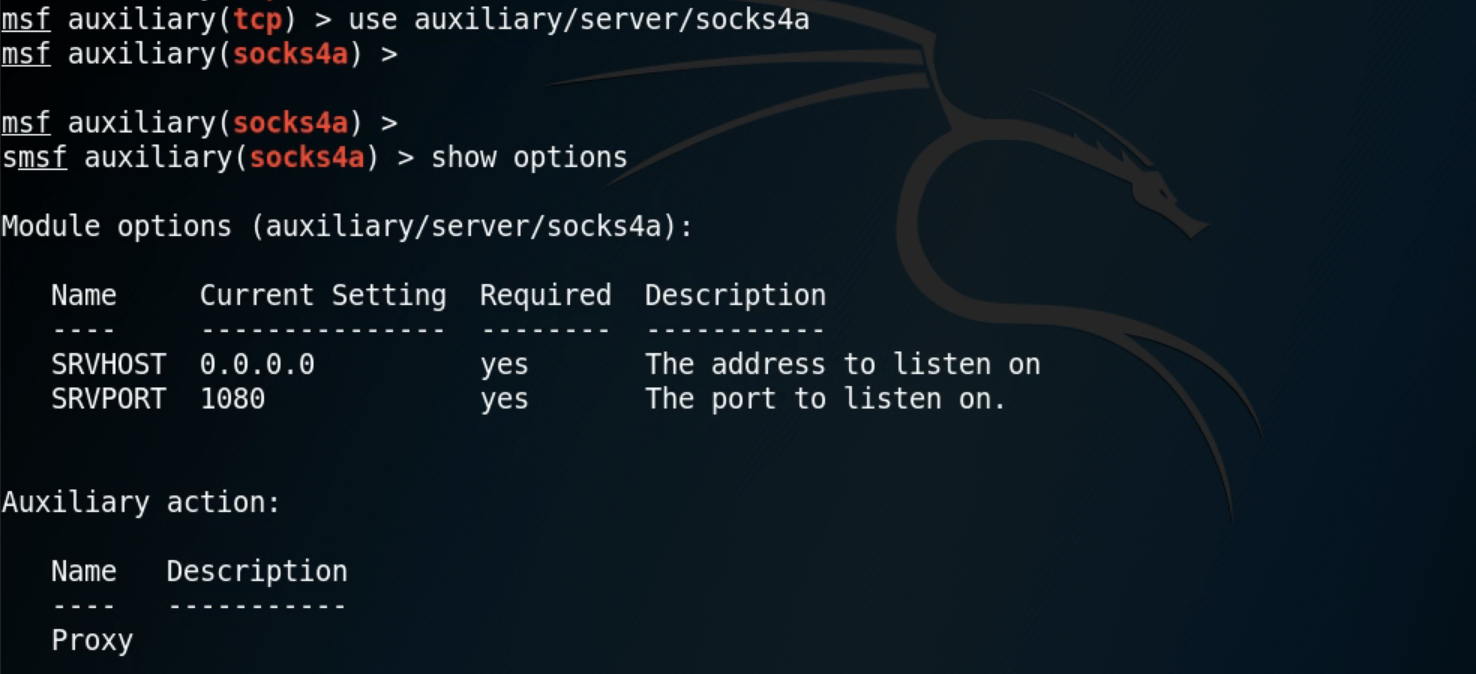 msf auxiliary(tcp) > use auxiliary/server/socks4a
msf auxiliary(socks4a) >
msf auxiliary(socks4a) >
smsf auxiliary(socks4a) > show options
Module options (auxiliary/server/socks4a):
Name     Current Setting  Required  Description
----     ---------------  --------  -----------
SRVHOST  0.0.0.0          yes       The address to listen on
SRVPORT  1080             yes       The port to listen on.
Auxiliary action:
Name   Description
----   -----------
Proxy